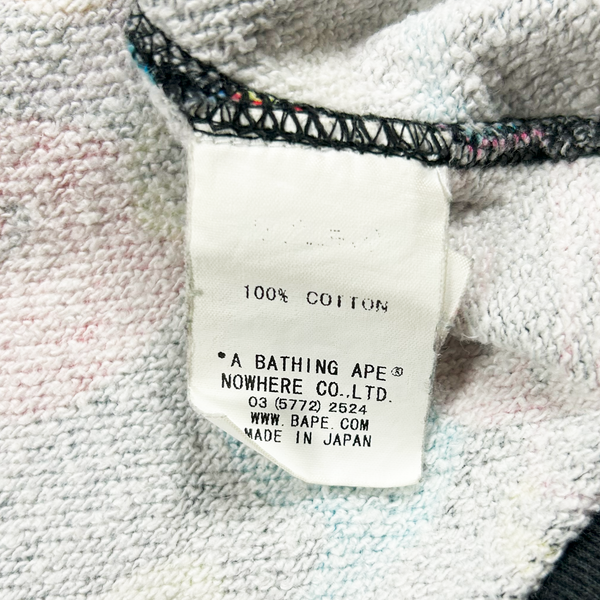 100% COTTON
•A BATHING APE®
NOWHERE CO.,LTD.
03 (5772) 2524
WWW.BAPE.COM
MADE IN JAPAN